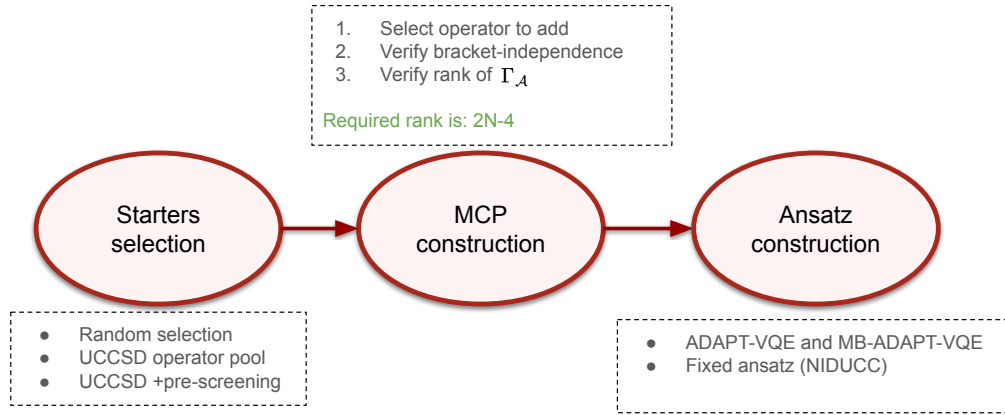 1. Select operator to add
2. Verify bracket-independence
3. Verify rank of Γ𝒜
Required rank is: 2N-4
Starters
selection
MCP
construction
Ansatz
construction
● Random selection
● UCCSD operator pool
● UCCSD +pre-screening
● ADAPT-VQE and MB-ADAPT-VQE
● Fixed ansatz (NIDUCC)